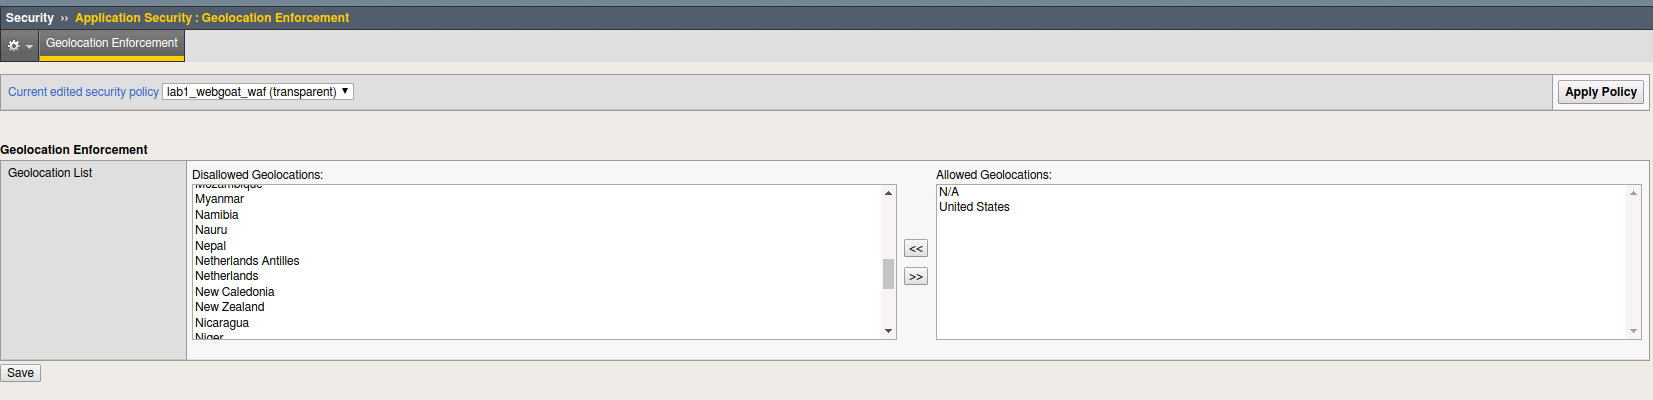 Security ›› Application Security : Geolocation Enforcement
Geolocation Enforcement
Current edited security policy lab1_webgoat_waf (transparent) Apply Policy
Geolocation Enforcement
Geolocation List
Disallowed Geolocations:
Mozambique
Myanmar
Namibia
Nauru
Nepal
Netherlands Antilles
Netherlands
New Caledonia
New Zealand
Nicaragua
Niger
<<
>>
Allowed Geolocations:
N/A
United States
Save